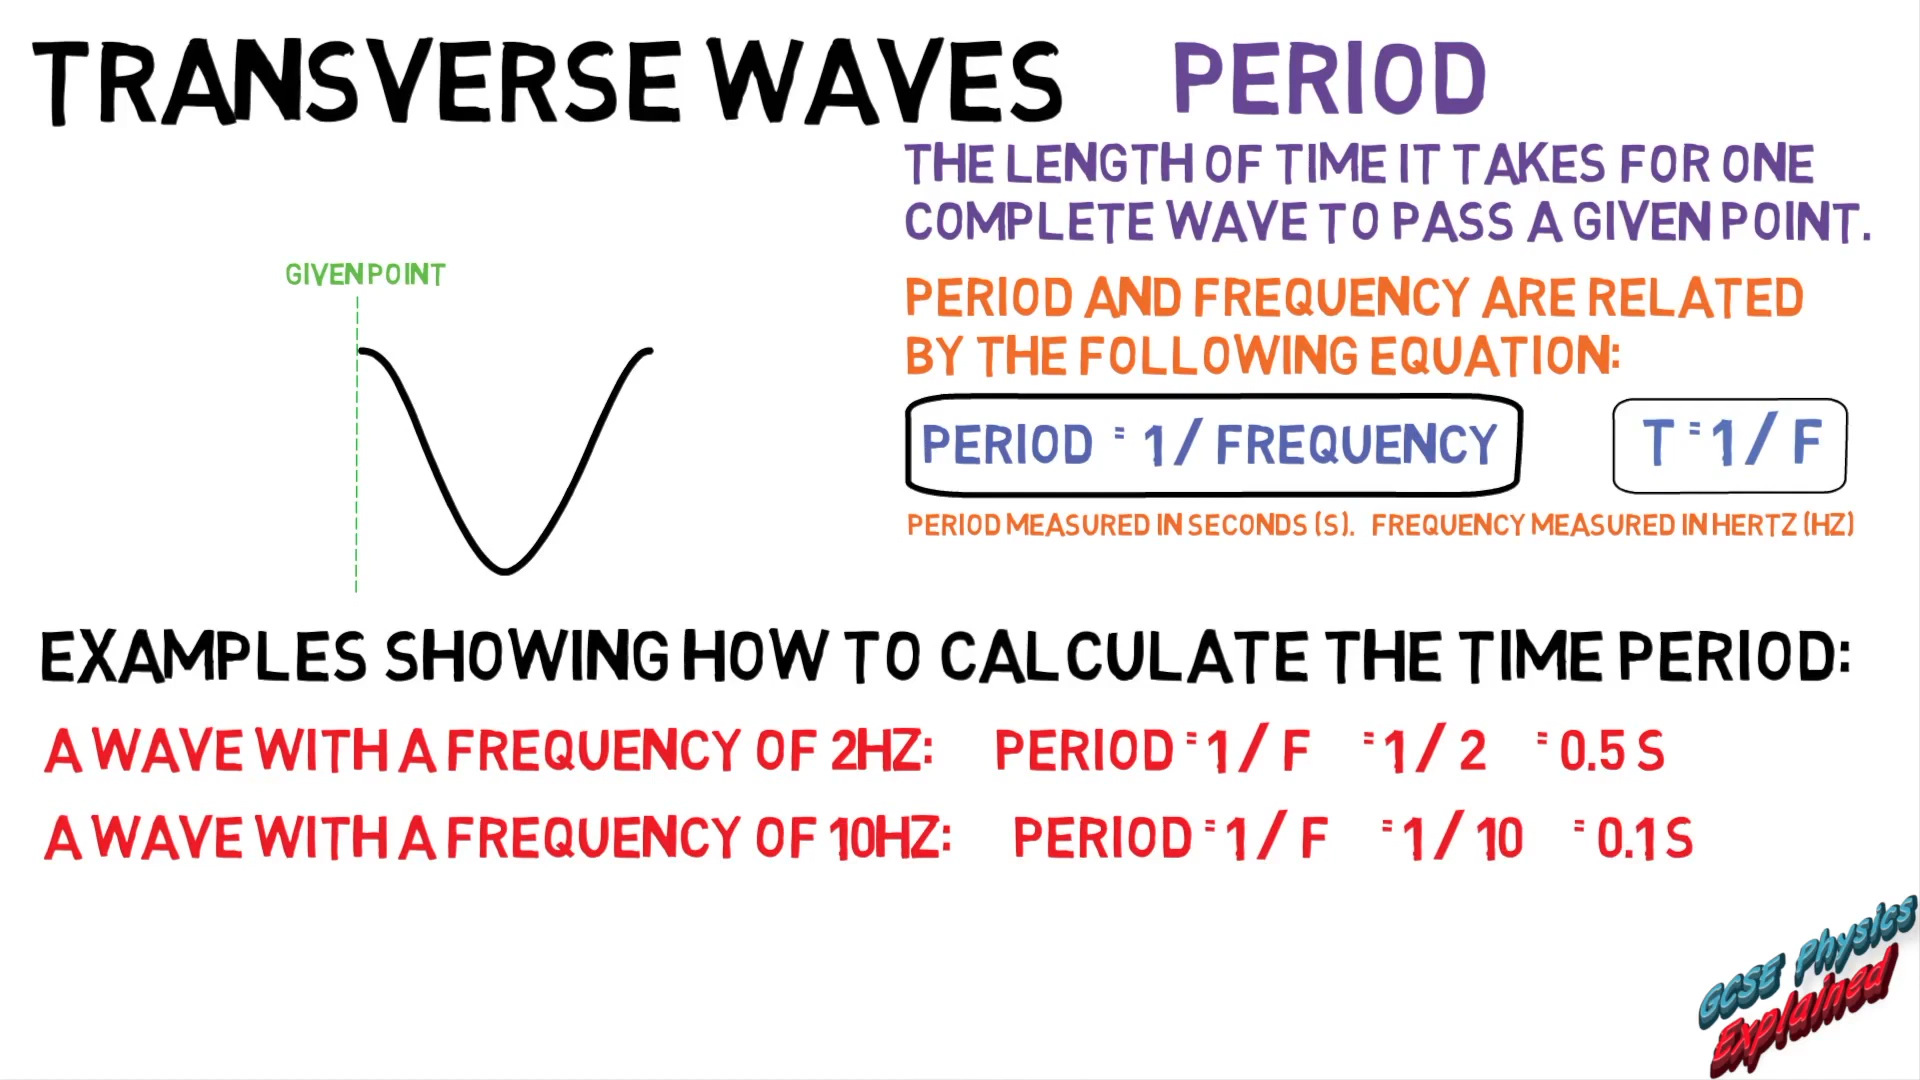 TRANSVERSE WAVES
PERIOD
THE LENGTH OF TIME IT TAKES FOR ONE
COMPLETE WAVE TO PASS A GIVEN POINT.
GIVEN POINT
PERIOD AND FREQUENCY ARE RELATED
BY THE FOLLOWING EQUATION:
PERIOD = 1/ FREQUENCY
T = 1/ F
PERIOD MEASURED IN SECONDS (S). FREQUENCY MEASURED IN HERTZ (HZ)
EXAMPLES SHOWING HOW TO CALCULATE THE TIME PERIOD:
A WAVE WITH A FREQUENCY OF 2HZ: PERIOD = 1/ F = 1/ 2 = 0.5 S
A WAVE WITH A FREQUENCY OF 10HZ: PERIOD = 1/ F = 1/ 10 = 0.1 S
GCSE Physics
Explained